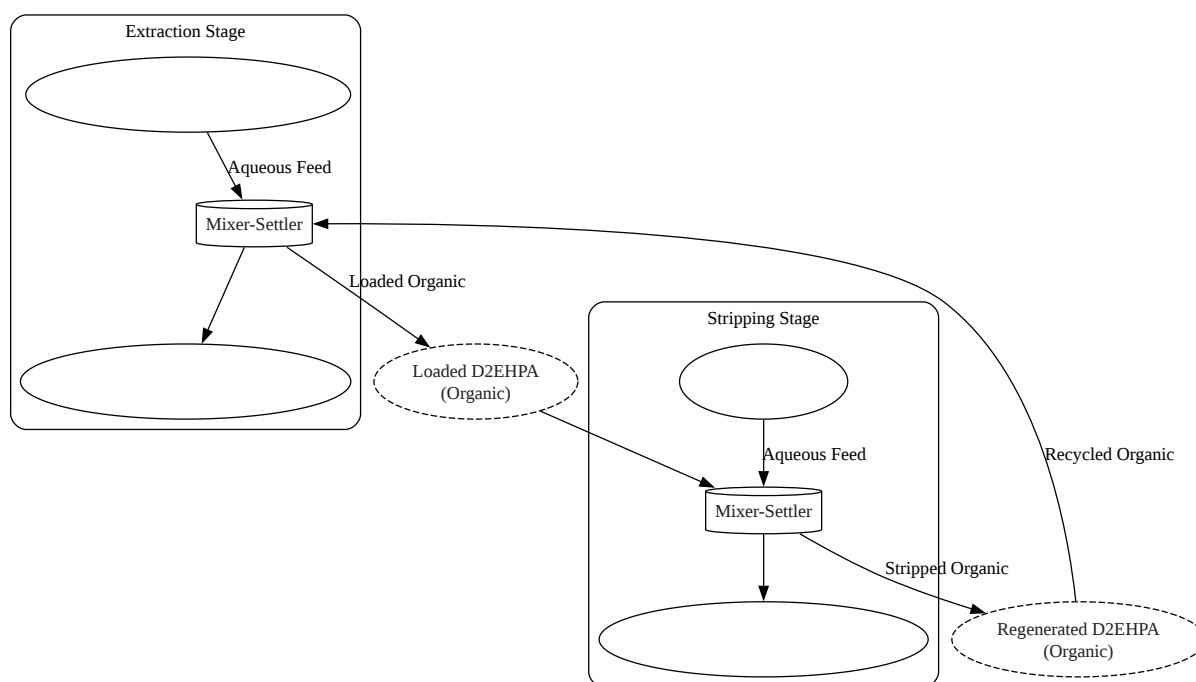 Extraction Stage
Aqueous Feed
Mixer-Settler
Loaded Organic
Loaded D2EHPA
(Organic)
Stripping Stage
Aqueous Feed
Mixer-Settler
Stripped Organic
Recycled Organic
Regenerated D2EHPA
(Organic)